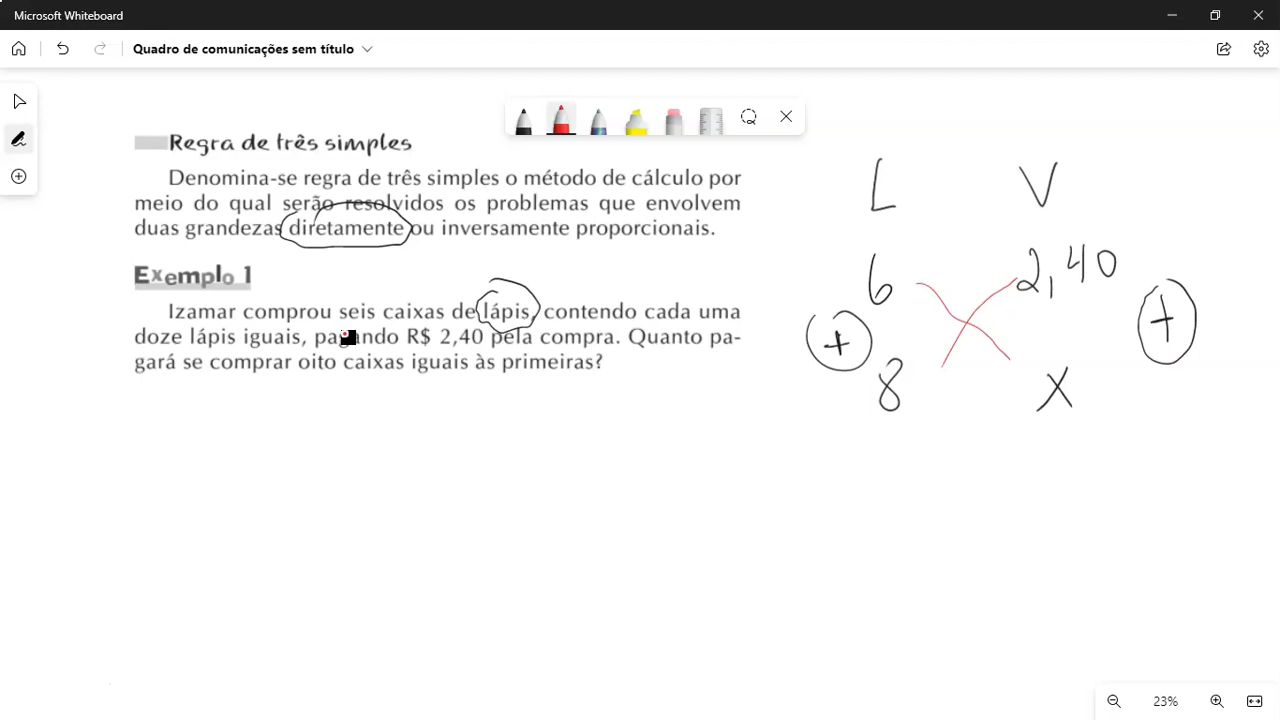 Microsoft Whiteboard
Quadro de comunicações sem título
Regra de três simples
Denomina-se regra de três simples o método de cálculo por
meio do qual serão resolvidos os problemas que envolvem
duas grandezas diretamente ou inversamente proporcionais.
Exemplo 1
Izamar comprou seis caixas de lápis, contendo cada uma
doze lápis iguais, pagando R$ 2,40 pela compra. Quanto pa-
gará se comprar oito caixas iguais às primeiras?
L V
6 2,40
+ +
8 X
23%